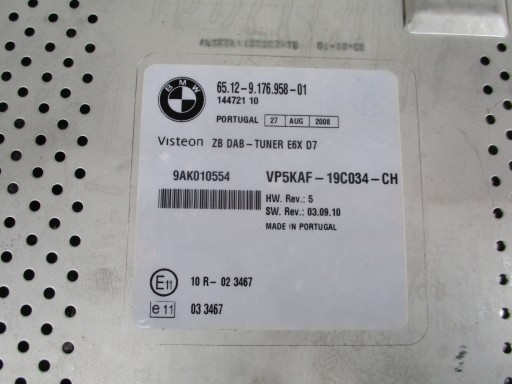 BMW
65.12-9.176.958-01
144721 10
PORTUGAL 27 AUG 2008
Visteon ZB DAB-TUNER E6X D7
9AK010554 VP5KAF-19C034-CH
HW. Rev.: 5
SW. Rev.: 03.09.10
MADE IN PORTUGAL
E11 10 R-02 3467
e11 03 3467